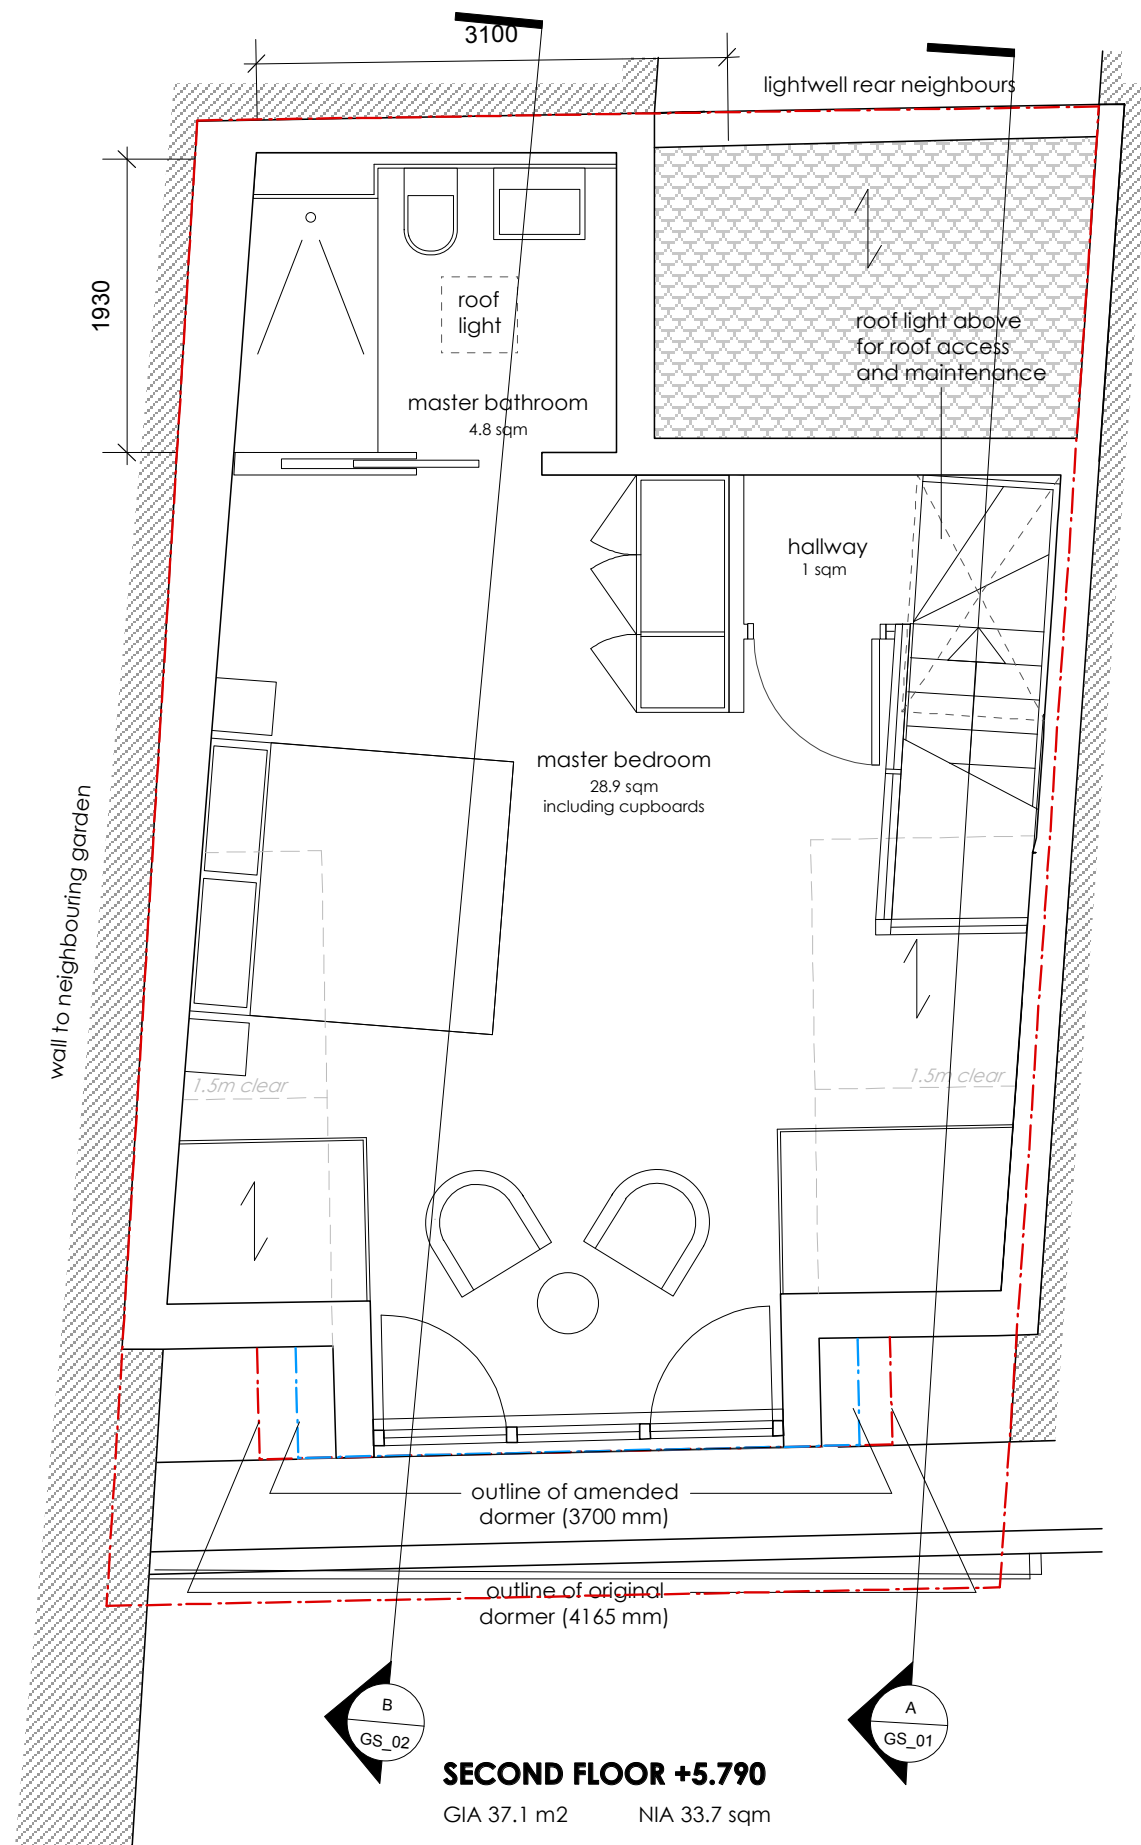 3100
lightwell rear neighbours
1930
roof
light
roof light above
for roof access
and maintenance
master bathroom
4.8 sqm
hallway
1 sqm
master bedroom
28.9 sqm
including cupboards
wall to neighbouring garden
1.5m clear
1.5m clear
outline of amended
dormer (3700 mm)
outline of original
dormer (4165 mm)
B
GS_02
A
GS_01
SECOND FLOOR +5.790
GIA 37.1 m2 NIA 33.7 sqm